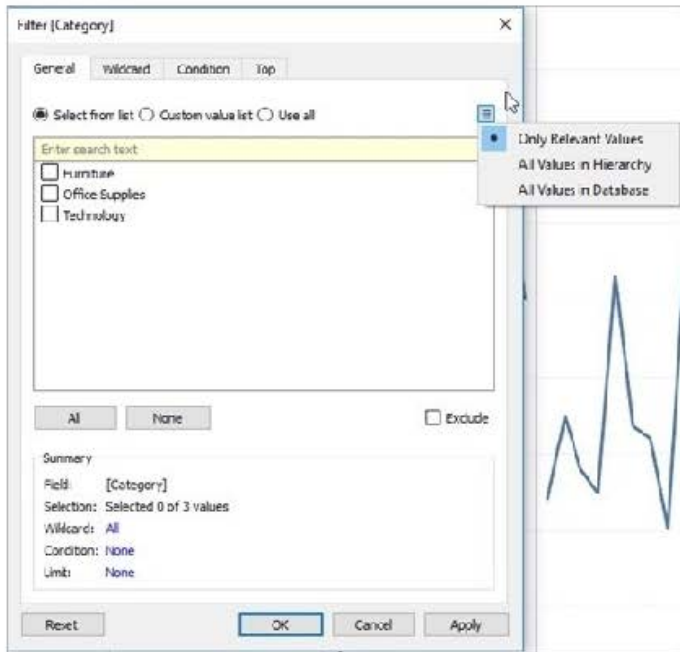 Filter [Category]
General Wildcard Condition Top
Select from list Custom value list Use all
Enter search text
Furniture
Office Supplies
Technology
Only Relevant Values
All Values in Hierarchy
All Values in Database
All None Exclude
Summary
Field: [Category]
Selection: Selected 0 of 3 values
Wildcard: All
Condition: None
Limit: None
Reset OK Cancel Apply